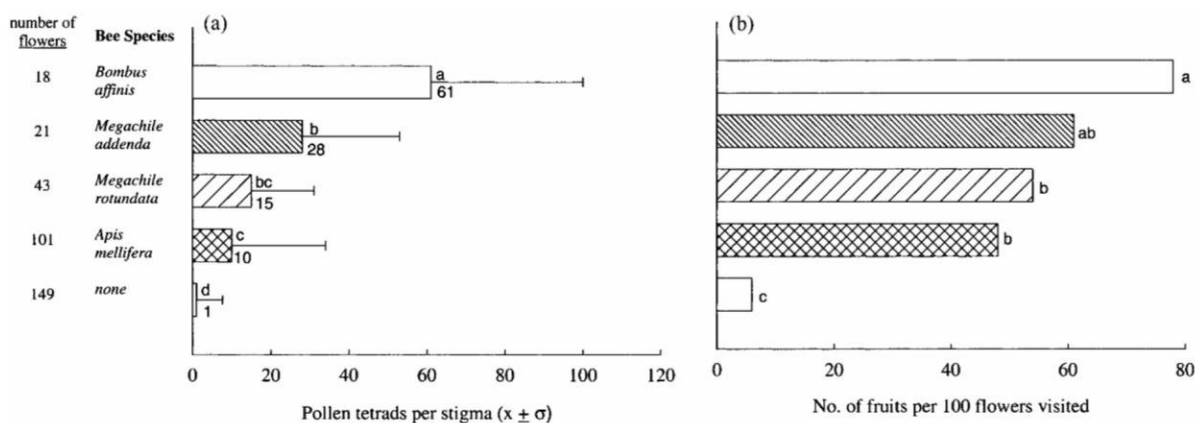 number of
flowers
Bee Species
(a)
(b)
18
Bombus
affinis
a
61
a
21
Megachile
addenda
b
28
ab
43
Megachile
rotundata
bc
15
b
101
Apis
mellifera
c
10
b
149
none
d
1
c
0 20 40 60 80 100 120
0 20 40 60 80
Pollen tetrads per stigma (x ± σ)
No. of fruits per 100 flowers visited